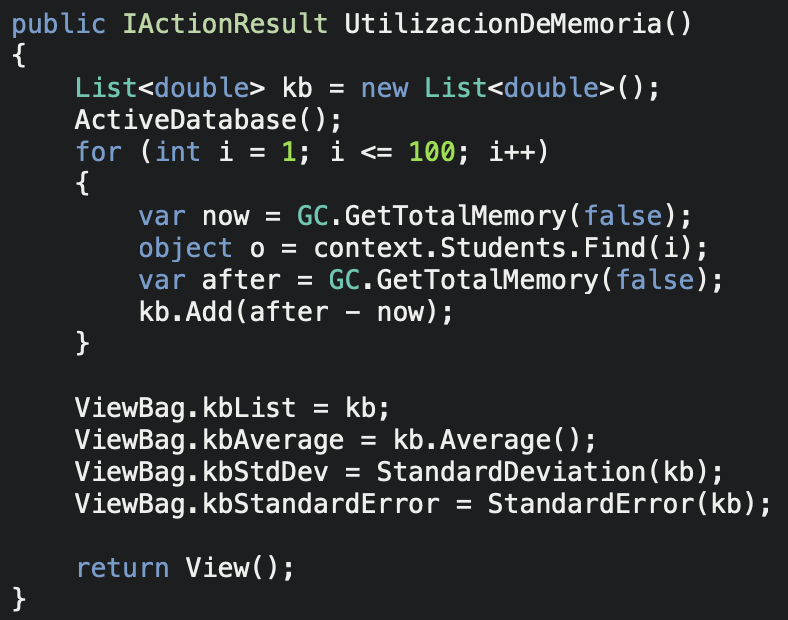 public IActionResult UtilizacionDeMemoria()
{
    List<double> kb = new List<double>();
    ActiveDatabase();
    for (int i = 1; i <= 100; i++)
    {
        var now = GC.GetTotalMemory(false);
        object o = context.Students.Find(i);
        var after = GC.GetTotalMemory(false);
        kb.Add(after - now);
    }

    ViewBag.kbList = kb;
    ViewBag.kbAverage = kb.Average();
    ViewBag.kbStdDev = StandardDeviation(kb);
    ViewBag.kbStandardError = StandardError(kb);

    return View();
}